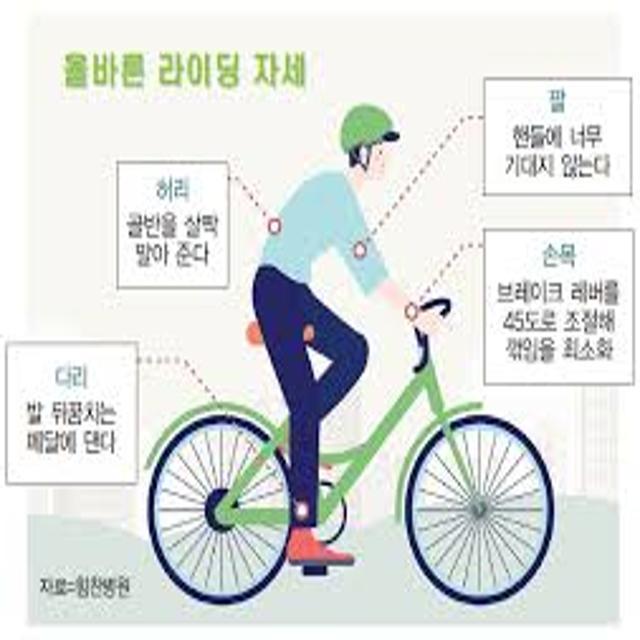 올바른 라이딩 자세
팔
핸들에 너무
기대지 않는다
허리
골반을 살짝
말아 준다
손목
브레이크 레버를
45도로 조절해
꺾임을 최소화
다리
발 뒤꿈치는
페달에 댄다
자료=힘찬병원